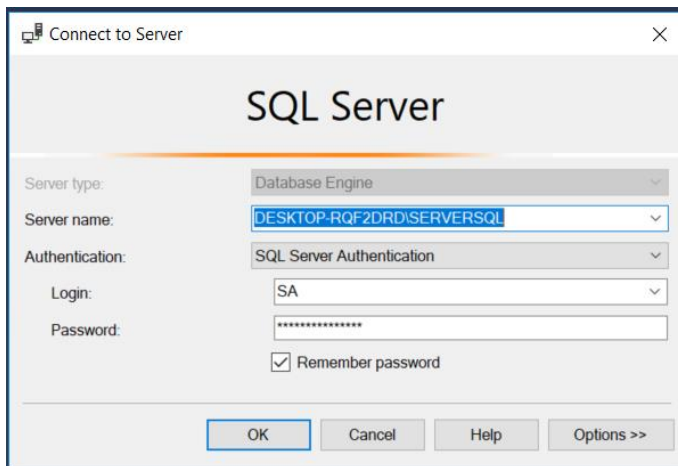 Connect to Server
SQL Server
Server type: Database Engine
Server name: DESKTOP-RQF2DRD\SERVERSQL
Authentication: SQL Server Authentication
Login: SA
Password: ***************
Remember password
OK Cancel Help Options >>